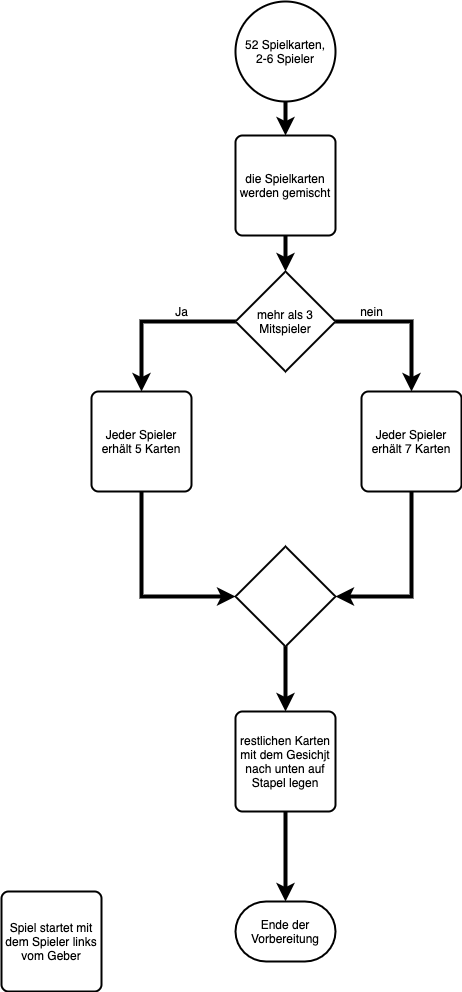 52 Spielkarten,
2-6 Spieler
die Spielkarten
werden gemischt
mehr als 3
Mitspieler
Ja
nein
Jeder Spieler
erhält 5 Karten
Jeder Spieler
erhält 7 Karten
restlichen Karten
mit dem Gesichjt
nach unten auf
Stapel legen
Ende der
Vorbereitung
Spiel startet mit
dem Spieler links
vom Geber